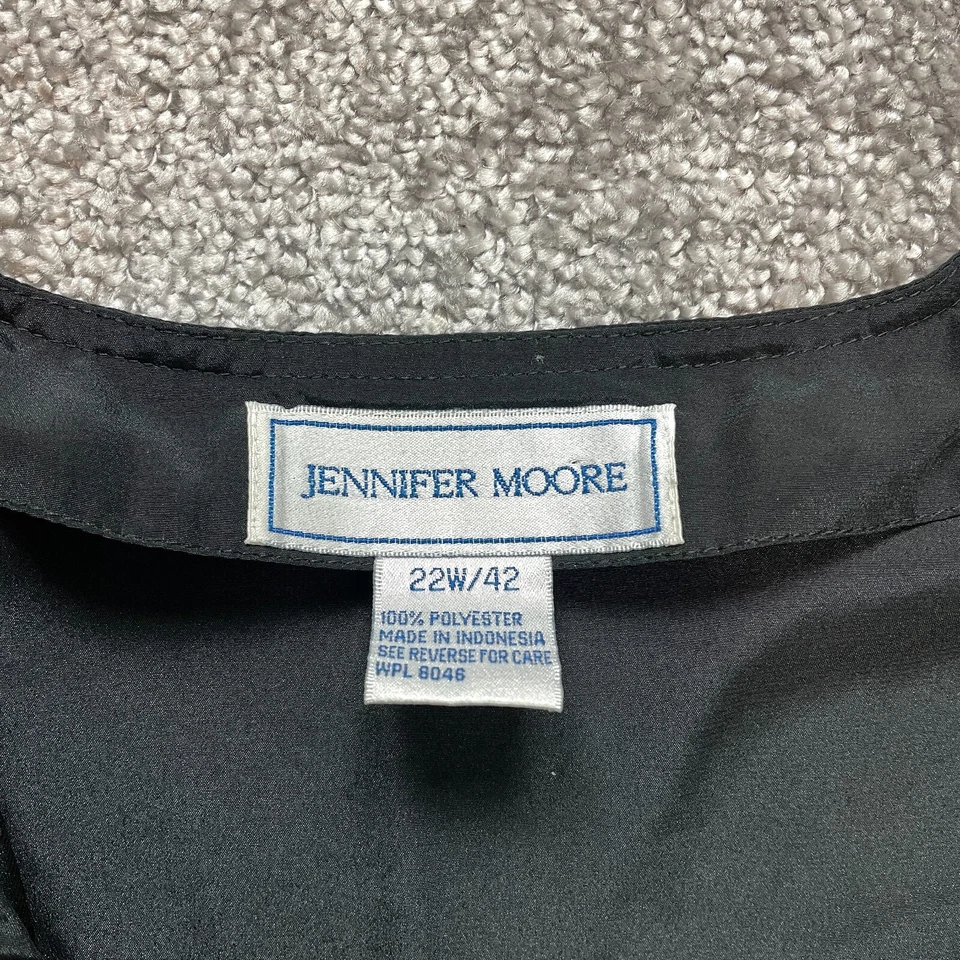 JENNIFER MOORE
22W/42
100% POLYESTER
MADE IN INDONESIA
SEE REVERSE FOR CARE
WPL 8046